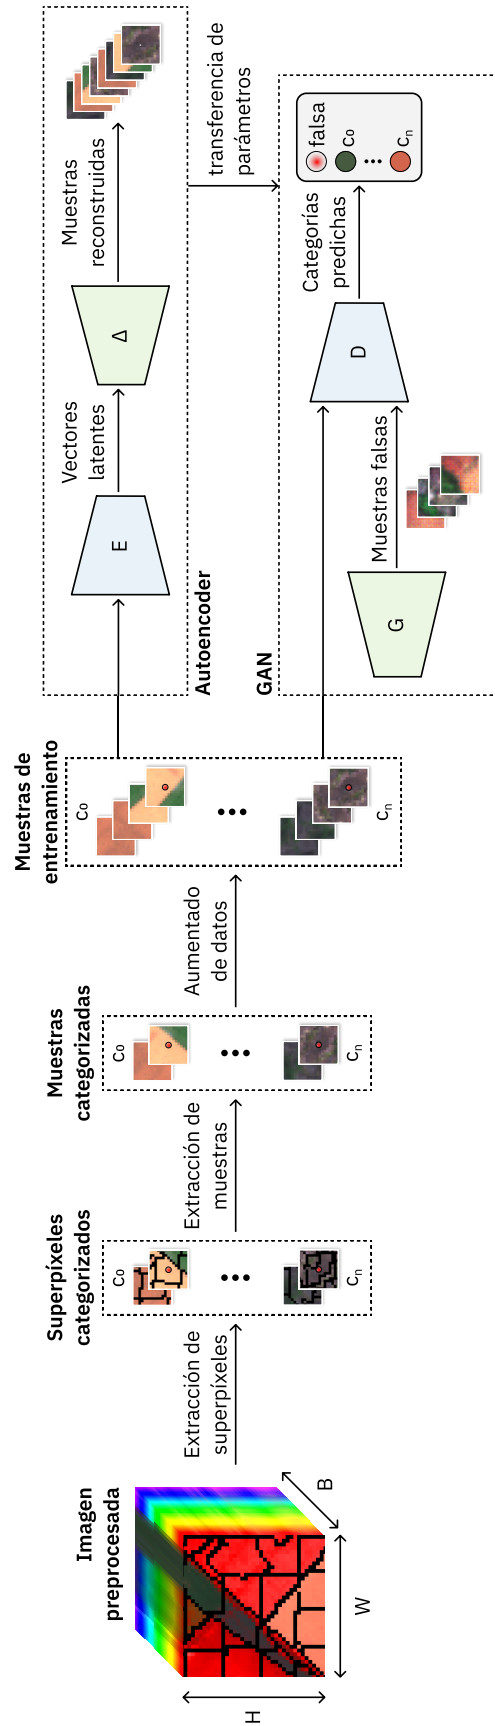 Imagen
preprocesada
H
W
B
Extracción de
superpíxeles
Superpíxeles
categorizados
C₀
Cₙ
Extracción de
muestras
Muestras
categorizadas
C₀
Cₙ
Aumentado
de datos
Muestras de
entrenamiento
C₀
Cₙ
E
Vectores
latentes
Δ
Muestras
reconstruidas
Autoencoder
transferencia de
parámetros
GAN
G
Muestras falsas
D
Categorías
predichas
falsa
C₀
Cₙ